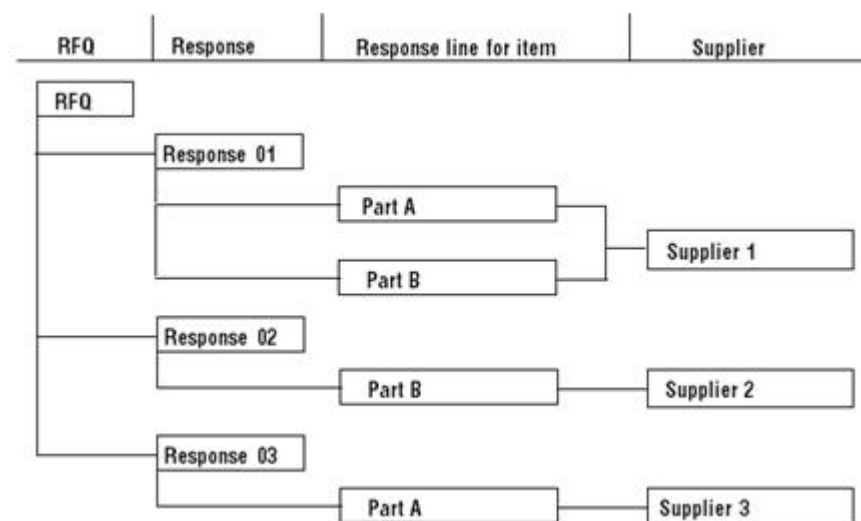 RFQ Response Response line for item Supplier
RFQ
Response 01
Part A
Supplier 1
Part B
Response 02
Part B Supplier 2
Response 03
Part A Supplier 3